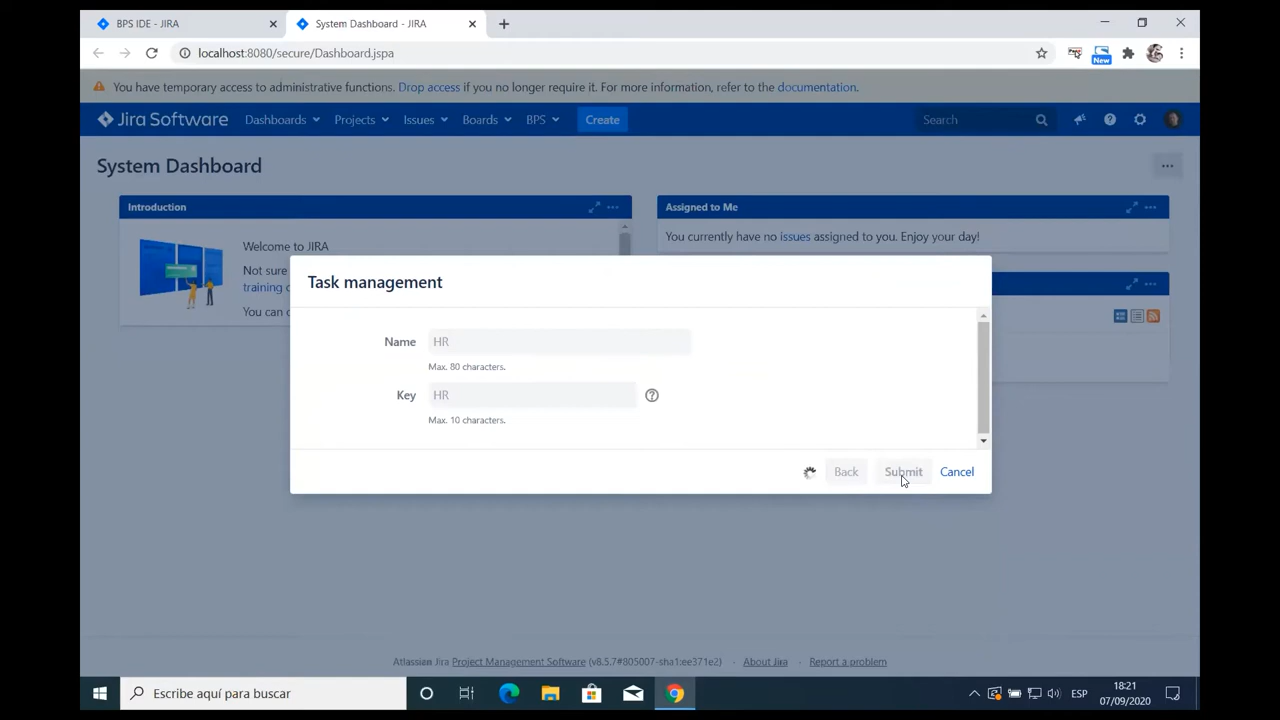 BPS IDE - JIRA
System Dashboard - JIRA
localhost:8080/secure/Dashboard.jspa
New
You have temporary access to administrative functions. Drop access if you no longer require it. For more information, refer to the documentation.
Jira Software Dashboards Projects Issues Boards BPS Create Search
System Dashboard
Introduction
Assigned to Me
Welcome to JIRA
You currently have no issues assigned to you. Enjoy your day!
Not sure
training
You can
Task management
Name HR
Max. 80 characters.
Key HR
Max. 10 characters.
Back Submit Cancel
Atlassian Jira Project Management Software (v8.5.7#805007-sha1:ee371e2) About Jira Report a problem
Escribe aquí para buscar
ESP
18:21
07/09/2020